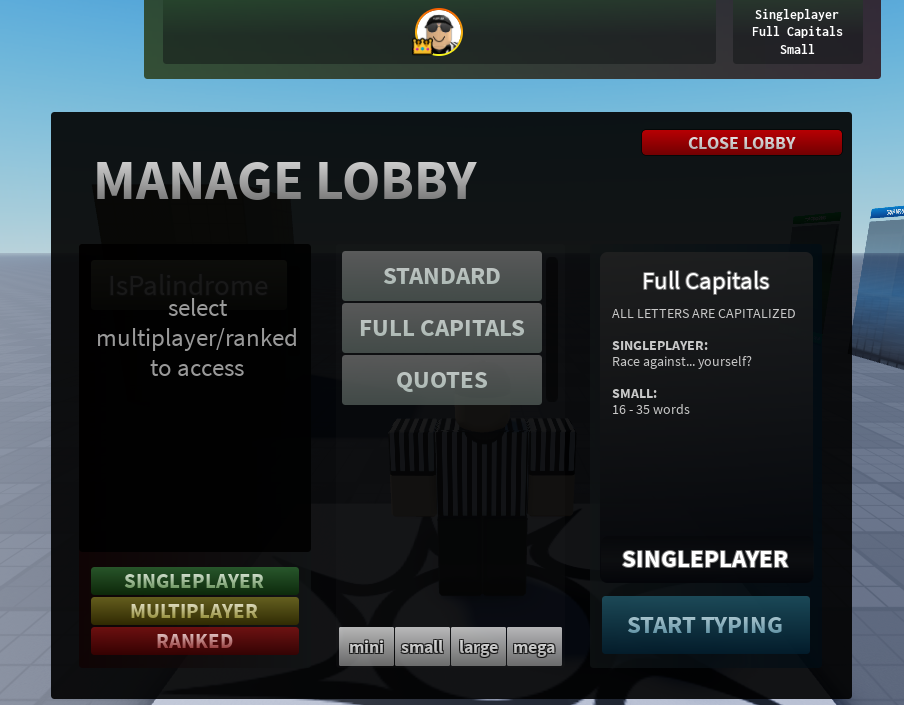 Singleplayer
Full Capitals
Small
CLOSE LOBBY
MANAGE LOBBY
IsPalindrome
select
multiplayer/ranked
to access
SINGLEPLAYER
MULTIPLAYER
RANKED
STANDARD
FULL CAPITALS
QUOTES
mini small large mega
Full Capitals
ALL LETTERS ARE CAPITALIZED
SINGLEPLAYER:
Race against... yourself?
SMALL:
16 - 35 words
SINGLEPLAYER
START TYPING